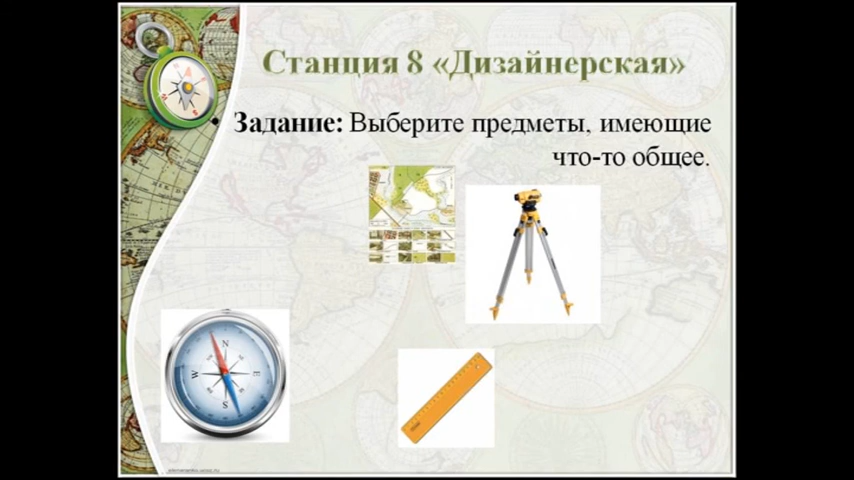 Станция 8 «Дизайнерская»
• Задание: Выберите предметы, имеющие
что-то общее.
N
W
E
S